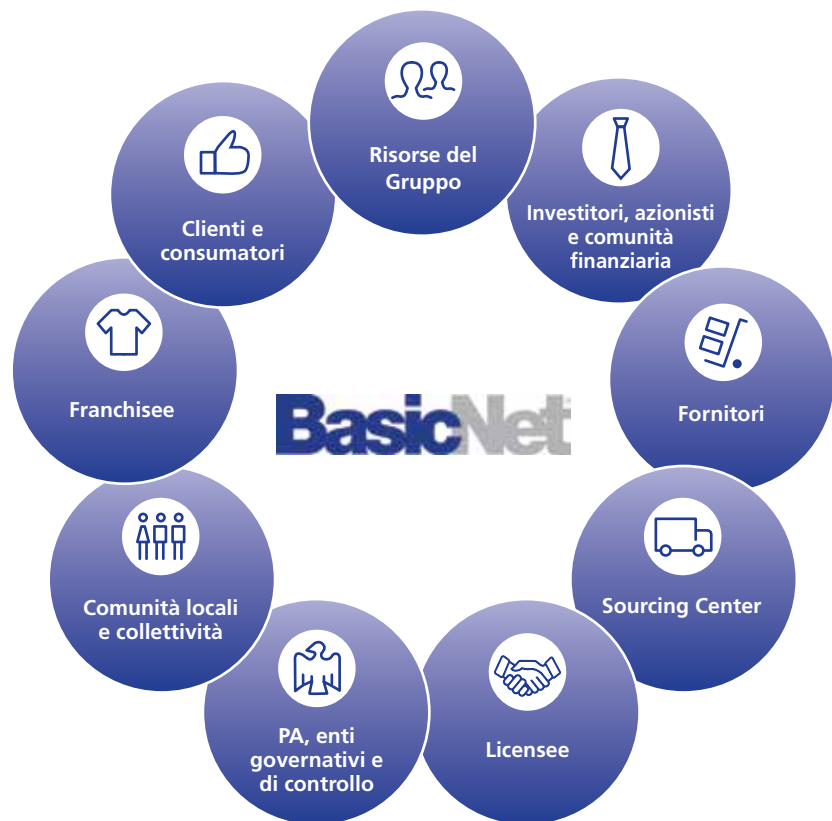 Risorse del
Gruppo
Investitori, azionisti
e comunità
finanziaria
Fornitori
Sourcing Center
Licensee
PA, enti
governativi e
di controllo
Comunità locali
e collettività
Franchisee
Clienti e
consumatori
BasicNet